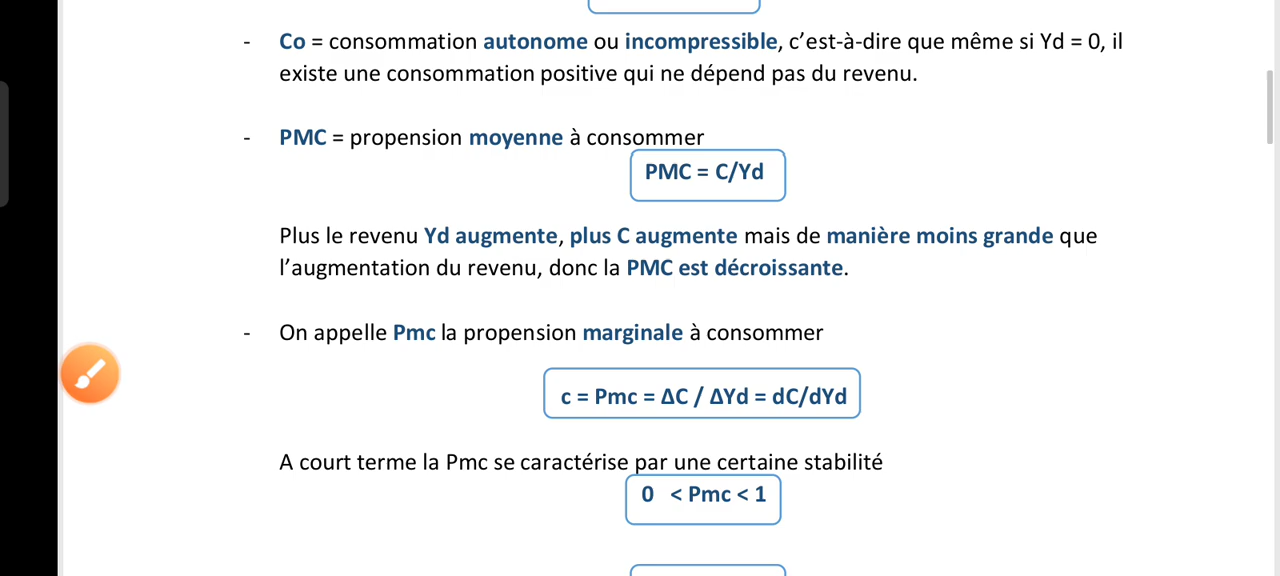 - Co = consommation autonome ou incompressible, c’est-à-dire que même si Yd = 0, il
existe une consommation positive qui ne dépend pas du revenu.
- PMC = propension moyenne à consommer
PMC = C/Yd
Plus le revenu Yd augmente, plus C augmente mais de manière moins grande que
l’augmentation du revenu, donc la PMC est décroissante.
- On appelle Pmc la propension marginale à consommer
c = Pmc = ΔC / ΔYd = dC/dYd
A court terme la Pmc se caractérise par une certaine stabilité
0 < Pmc < 1